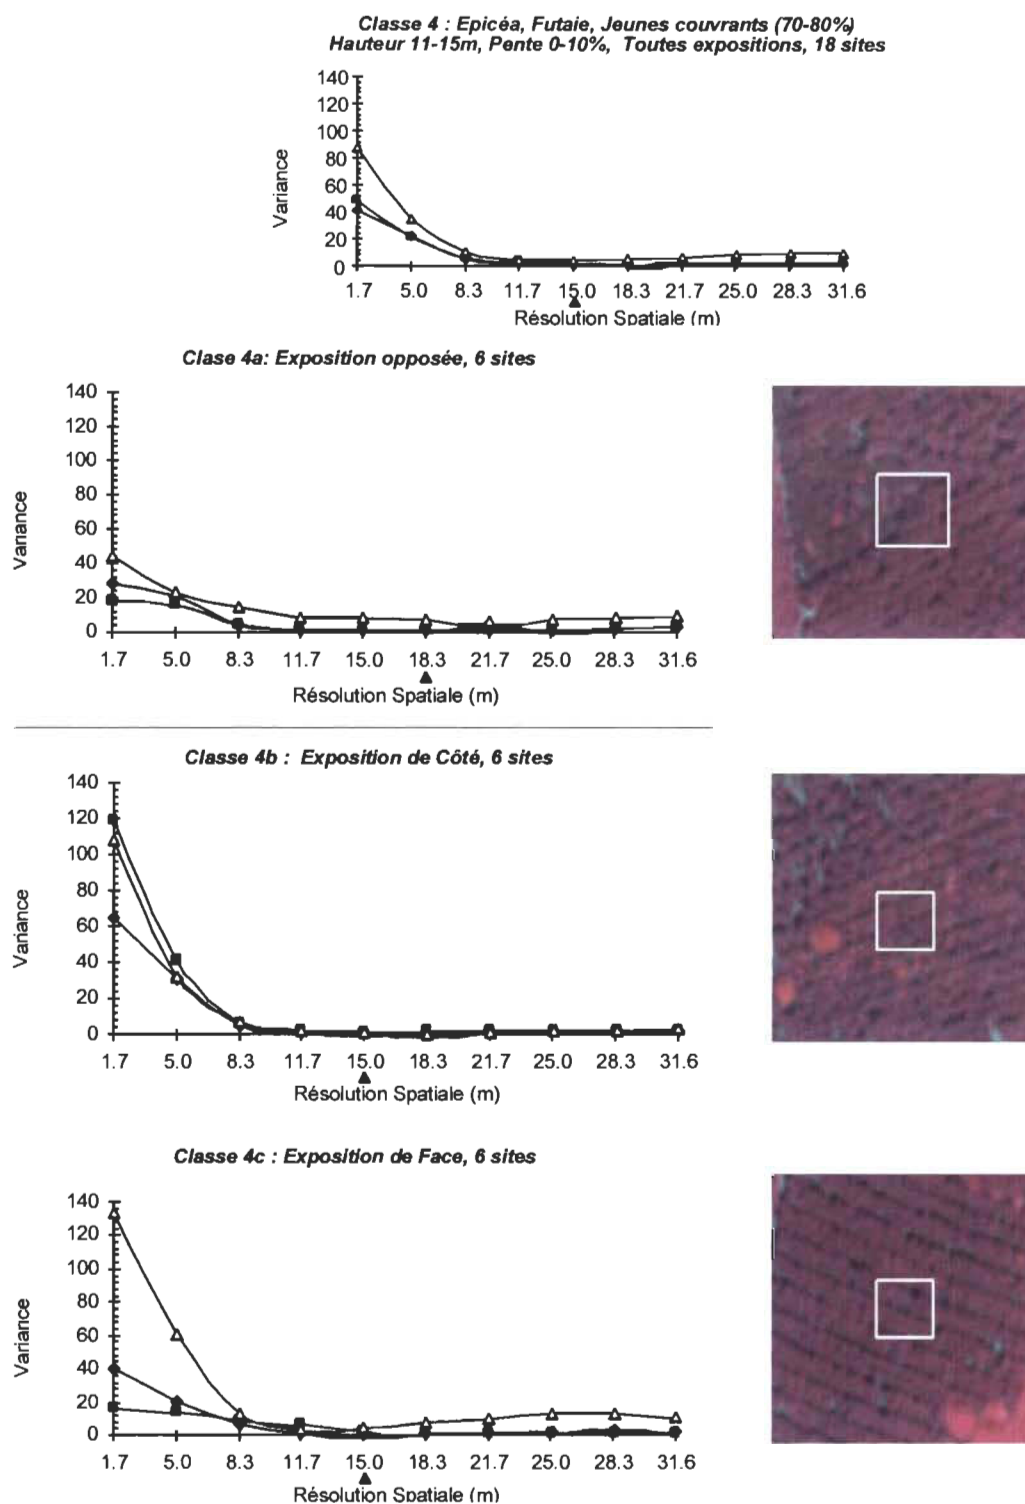 Classe 4 : Epicéa, Futaie, Jeunes couvrants (70-80%)
Hauteur 11-15m, Pente 0-10%, Toutes expositions, 18 sites
140
120
100
80
60
40
20
0
Variance
1.7 5.0 8.3 11.7 15.0 18.3 21.7 25.0 28.3 31.6
Résolution Spatiale (m)
Clase 4a: Exposition opposée, 6 sites
140
120
100
80
60
40
20
0
Variance
1.7 5.0 8.3 11.7 15.0 18.3 21.7 25.0 28.3 31.6
Résolution Spatiale (m)
Classe 4b : Exposition de Côté, 6 sites
140
120
100
80
60
40
20
0
Variance
1.7 5.0 8.3 11.7 15.0 18.3 21.7 25.0 28.3 31.6
Résolution Spatiale (m)
Classe 4c : Exposition de Face, 6 sites
140
120
100
80
60
40
20
0
Variance
1.7 5.0 8.3 11.7 15.0 18.3 21.7 25.0 28.3 31.6
Résolution Spatiale (m)